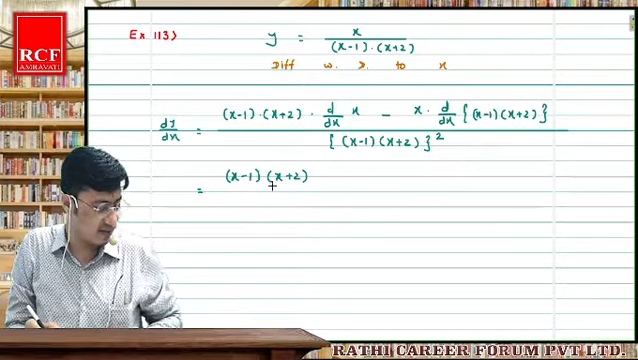 RCF
AMRAVATI
Ex 113)
y = x / (x-1) · (x+2)
Diff w. r. to x
dy/dx = (x-1) · (x+2) · d/dx x - x · d/dx {(x-1)(x+2)} / { (x-1)(x+2) }²
= (x-1) (x+2)
RATHI CAREER FORUM PVT LTD.